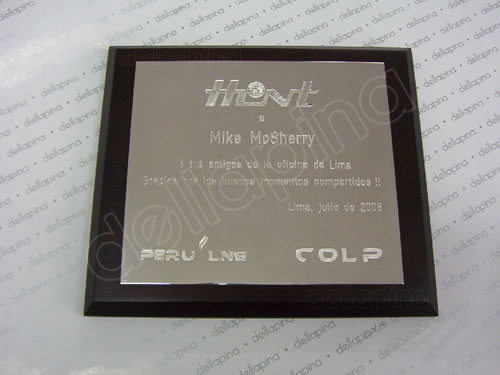 Hunt
a
Mike McSherry
de tus amigos de la oficina de Lima
Gracias por los buenos momentos compartidos !!
Lima, julio de 2009
PERU LNG COLP
dellapina